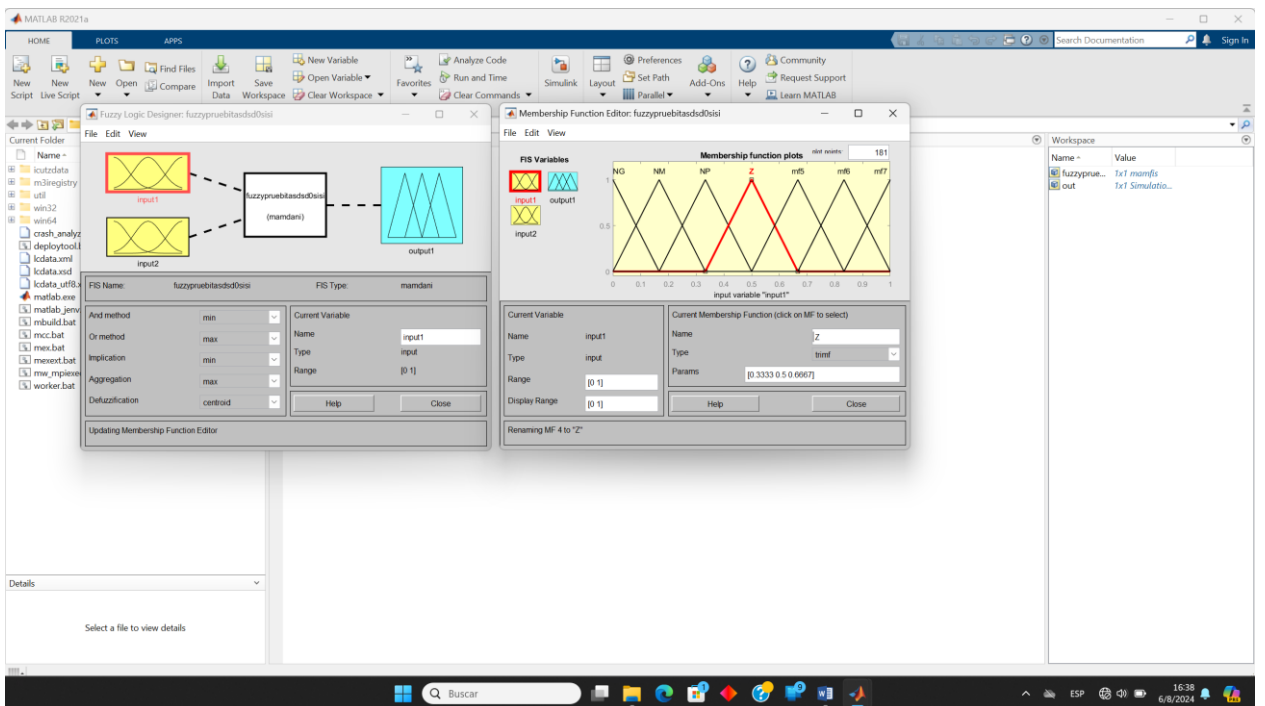 MATLAB R2021a
HOME PLOTS APPS
Search Documentation
Sign In
New Script
New Live Script
New
Open
Find Files
Compare
Import Data
Save Workspace
New Variable
Open Variable
Clear Workspace
Favorites
Analyze Code
Run and Time
Clear Commands
Simulink
Layout
Preferences
Set Path
Parallel
Add-Ons
Help
Community
Request Support
Learn MATLAB
Current Folder
Name
icutzdata
m3iregistry
util
win32
win64
crash_analyz
deploytool.b
lcdata.xml
lcdata.xsd
lcdata_utf8.x
matlab.exe
matlab_jenv
mbuild.bat
mcc.bat
mex.bat
mexext.bat
mw_mpiexe
worker.bat
Details
Select a file to view details
Fuzzy Logic Designer: fuzzypruebitasdsd0sisi
File Edit View
input1
input2
fuzzypruebitasdsd0sisi
(mamdani)
output1
FIS Name: fuzzypruebitasdsd0sisi FIS Type: mamdani
And method min
Or method max
Implication min
Aggregation max
Defuzzification centroid
Current Variable
Name input1
Type input
Range [0 1]
Help Close
Updating Membership Function Editor
Membership Function Editor: fuzzypruebitasdsd0sisi
File Edit View
FIS Variables
input1 output1
input2
Membership function plots plot points: 181
NG NM NP Z mf5 mf6 mf7
1
0.5
0
0 0.1 0.2 0.3 0.4 0.5 0.6 0.7 0.8 0.9 1
input variable "input1"
Current Variable
Name input1
Type input
Range [0 1]
Display Range [0 1]
Current Membership Function (click on MF to select)
Name Z
Type trimf
Params [0.3333 0.5 0.6667]
Help Close
Renaming MF 4 to "Z"
Workspace
Name Value
fuzzyprue... 1x1 mamfis
out 1x1 Simulatio...
Buscar
ESP
16:38
6/8/2024